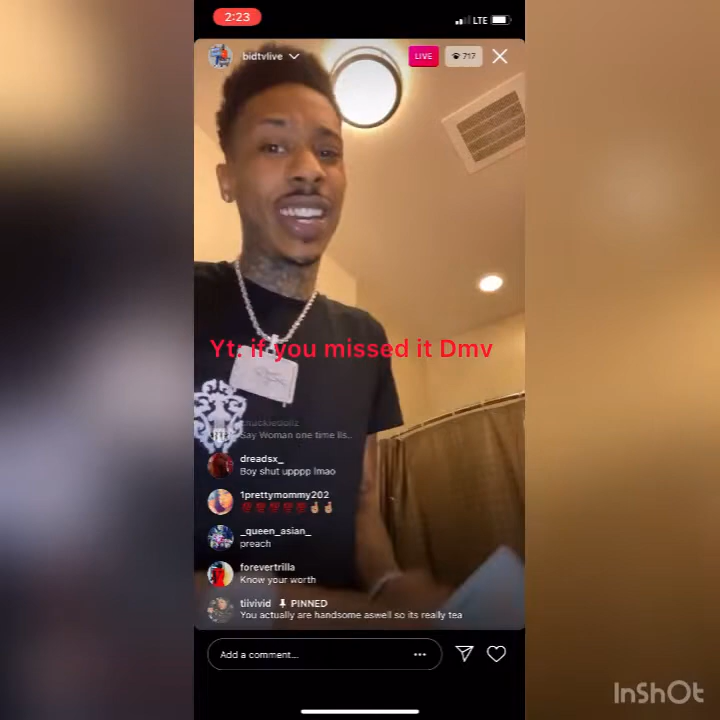 2:23
LTE
bidtvlive
LIVE
717
Yt: if you missed it Dmv
Say Woman one time lis..
dreadsx_
Boy shut upppp lmao
1prettymommy202
💯💯💯💯💯🤞🏽🤞🏽
_queen_asian_
preach
forevertrilla
Know your worth
tiivivid PINNED
You actually are handsome aswell so its really tea
Add a comment...
InShOt